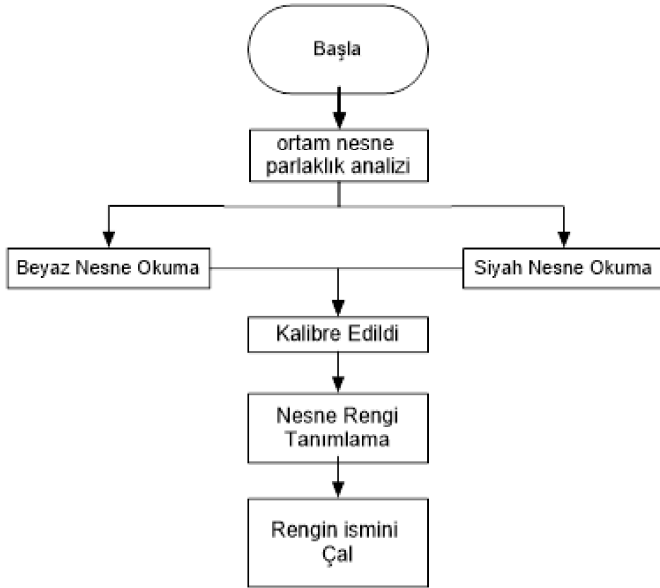 Başla
ortam nesne
parlaklık analizi
Beyaz Nesne Okuma
Siyah Nesne Okuma
Kalibre Edildi
Nesne Rengi
Tanımlama
Rengin ismini
Çal